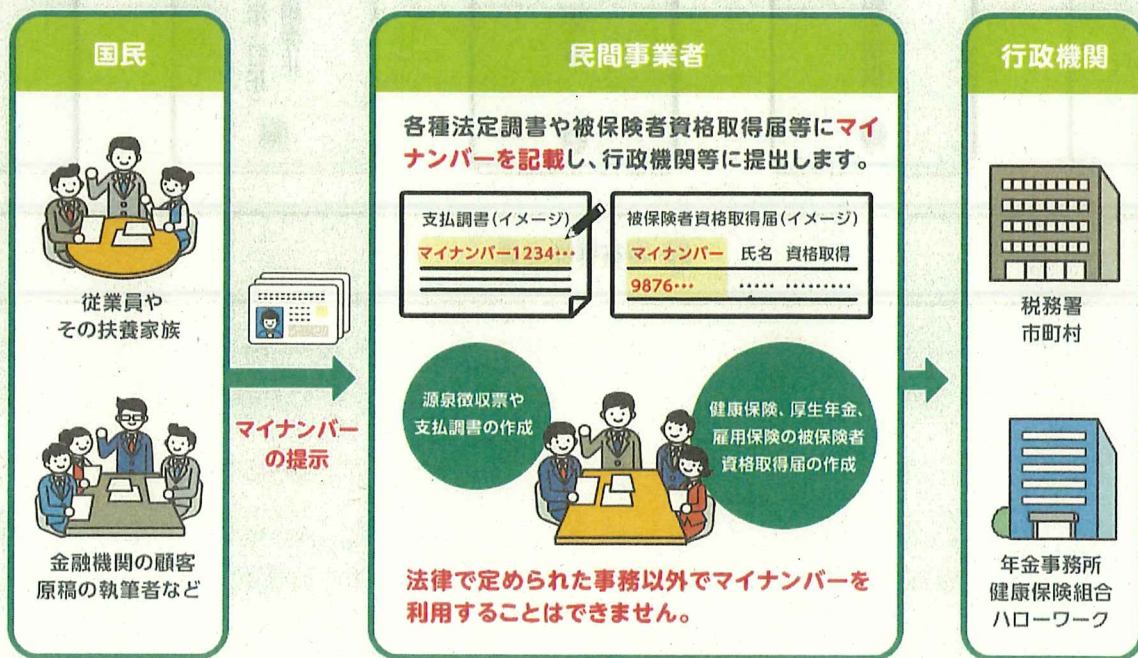 国民
従業員や
その扶養家族
金融機関の顧客
原稿の執筆者など
マイナンバー
の提示
民間事業者
各種法定調書や被保険者資格取得届等にマイ
ナンバーを記載し、行政機関等に提出します。
支払調書(イメージ)
マイナンバー1234…
被保険者資格取得届(イメージ)
マイナンバー 氏名 資格取得
9876… …… ………
源泉徴収票や
支払調書の作成
健康保険、厚生年金、
雇用保険の被保険者
資格取得届の作成
法律で定められた事務以外でマイナンバーを
利用することはできません。
行政機関
税務署
市町村
年金事務所
健康保険組合
ハローワーク